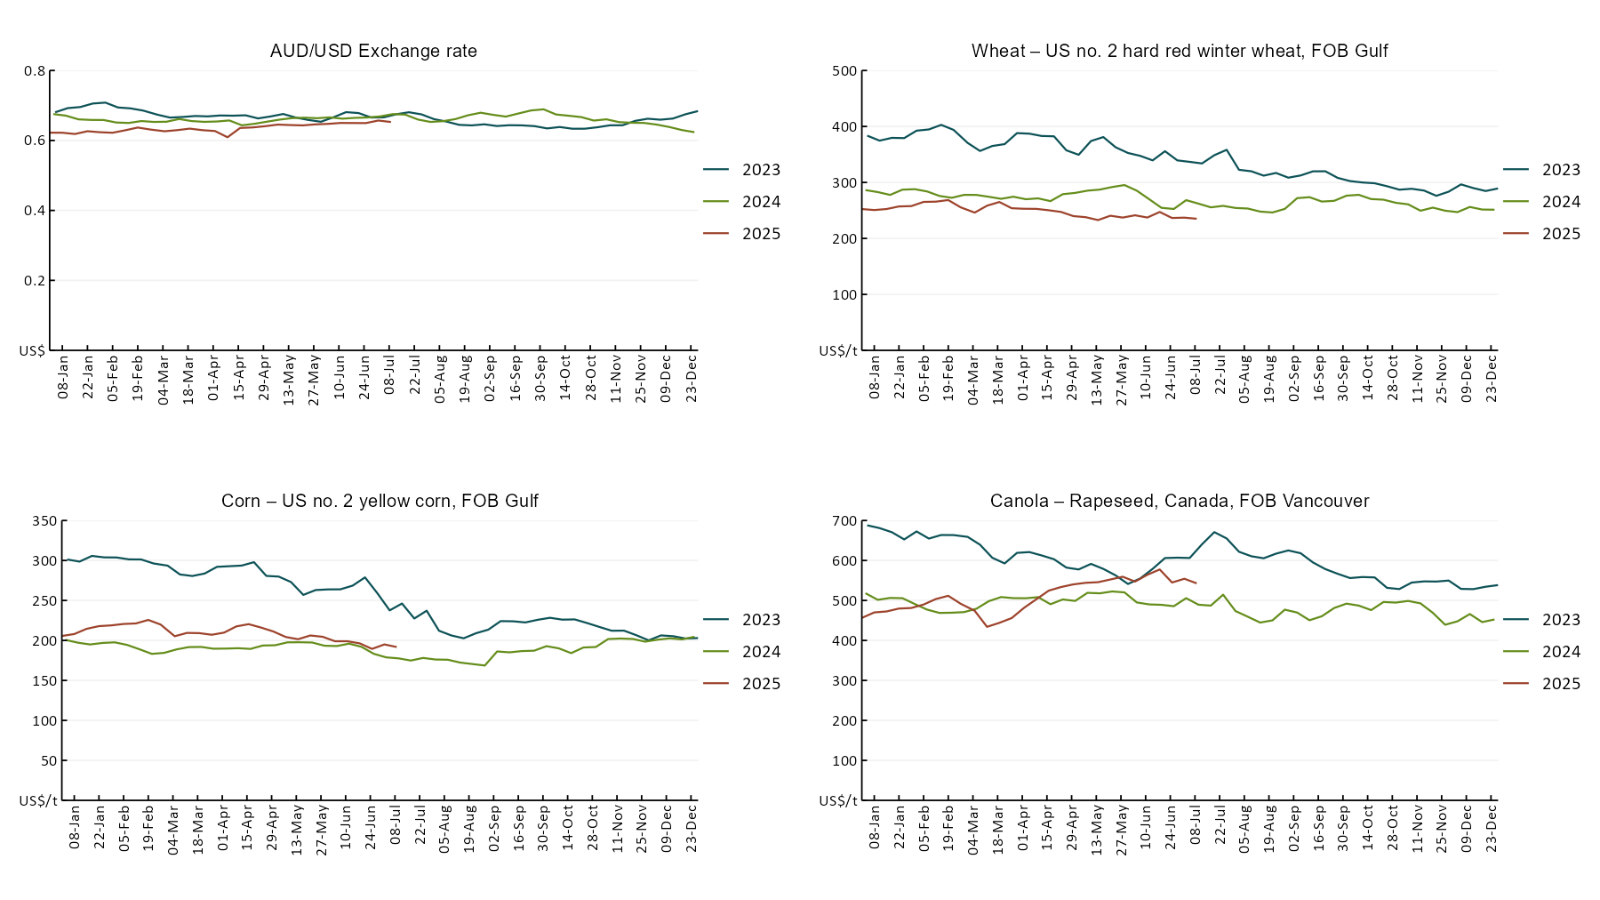 AUD/USD Exchange rate
0.8
0.6
0.4
0.2
US$
08-Jan 22-Jan 05-Feb 19-Feb 04-Mar 18-Mar 01-Apr 15-Apr 29-Apr 13-May 27-May 10-Jun 24-Jun 08-Jul 22-Jul 05-Aug 19-Aug 02-Sep 16-Sep 30-Sep 14-Oct 28-Oct 11-Nov 25-Nov 09-Dec 23-Dec
2023
2024
2025
Wheat – US no. 2 hard red winter wheat, FOB Gulf
500
400
300
200
100
US$/t
08-Jan 22-Jan 05-Feb 19-Feb 04-Mar 18-Mar 01-Apr 15-Apr 29-Apr 13-May 27-May 10-Jun 24-Jun 08-Jul 22-Jul 05-Aug 19-Aug 02-Sep 16-Sep 30-Sep 14-Oct 28-Oct 11-Nov 25-Nov 09-Dec 23-Dec
2023
2024
2025
Corn – US no. 2 yellow corn, FOB Gulf
350
300
250
200
150
100
50
US$/t
08-Jan 22-Jan 05-Feb 19-Feb 04-Mar 18-Mar 01-Apr 15-Apr 29-Apr 13-May 27-May 10-Jun 24-Jun 08-Jul 22-Jul 05-Aug 19-Aug 02-Sep 16-Sep 30-Sep 14-Oct 28-Oct 11-Nov 25-Nov 09-Dec 23-Dec
2023
2024
2025
Canola – Rapeseed, Canada, FOB Vancouver
700
600
500
400
300
200
100
US$/t
08-Jan 22-Jan 05-Feb 19-Feb 04-Mar 18-Mar 01-Apr 15-Apr 29-Apr 13-May 27-May 10-Jun 24-Jun 08-Jul 22-Jul 05-Aug 19-Aug 02-Sep 16-Sep 30-Sep 14-Oct 28-Oct 11-Nov 25-Nov 09-Dec 23-Dec
2023
2024
2025